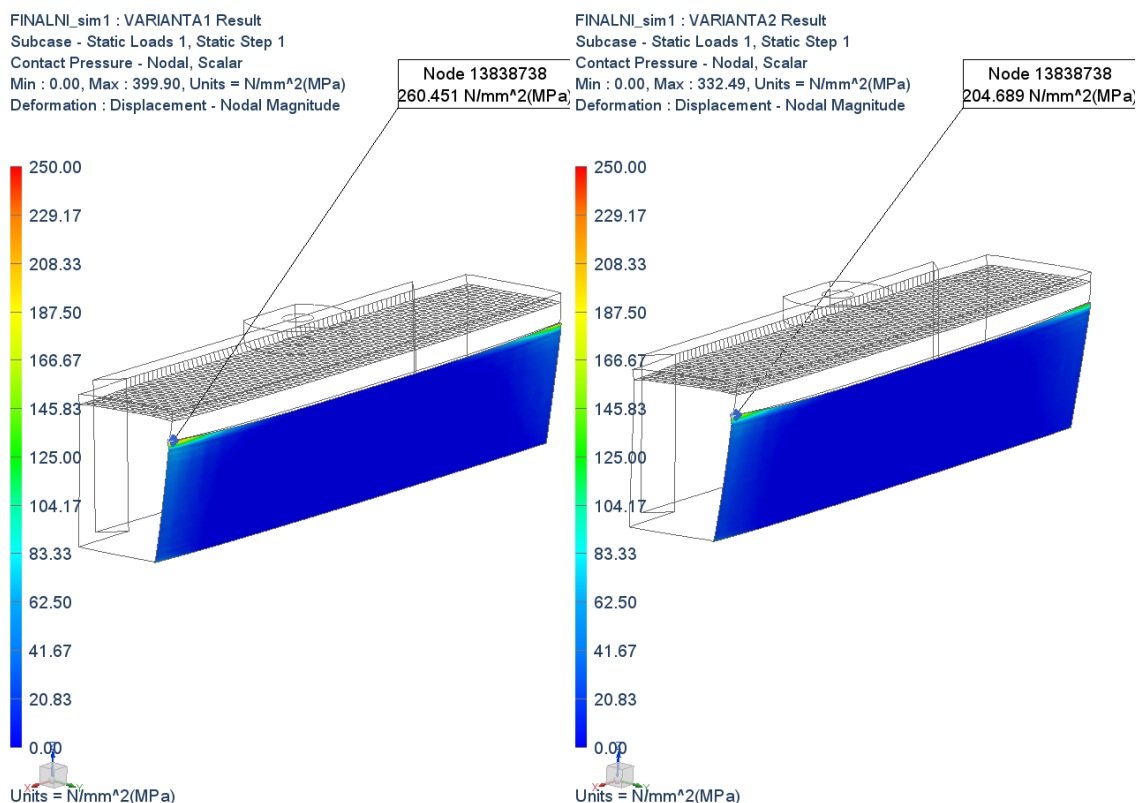 FINALNI_sim1 : VARIANTA1 Result
Subcase - Static Loads 1, Static Step 1
Contact Pressure - Nodal, Scalar
Min : 0.00, Max : 399.90, Units = N/mm^2(MPa)
Deformation : Displacement - Nodal Magnitude
Node 13838738
260.451 N/mm^2(MPa)
250.00
229.17
208.33
187.50
166.67
145.83
125.00
104.17
83.33
62.50
41.67
20.83
0.00
X
Y
Units = N/mm^2(MPa)
FINALNI_sim1 : VARIANTA2 Result
Subcase - Static Loads 1, Static Step 1
Contact Pressure - Nodal, Scalar
Min : 0.00, Max : 332.49, Units = N/mm^2(MPa)
Deformation : Displacement - Nodal Magnitude
Node 13838738
204.689 N/mm^2(MPa)
250.00
229.17
208.33
187.50
166.67
145.83
125.00
104.17
83.33
62.50
41.67
20.83
0.00
X
Y
Units = N/mm^2(MPa)